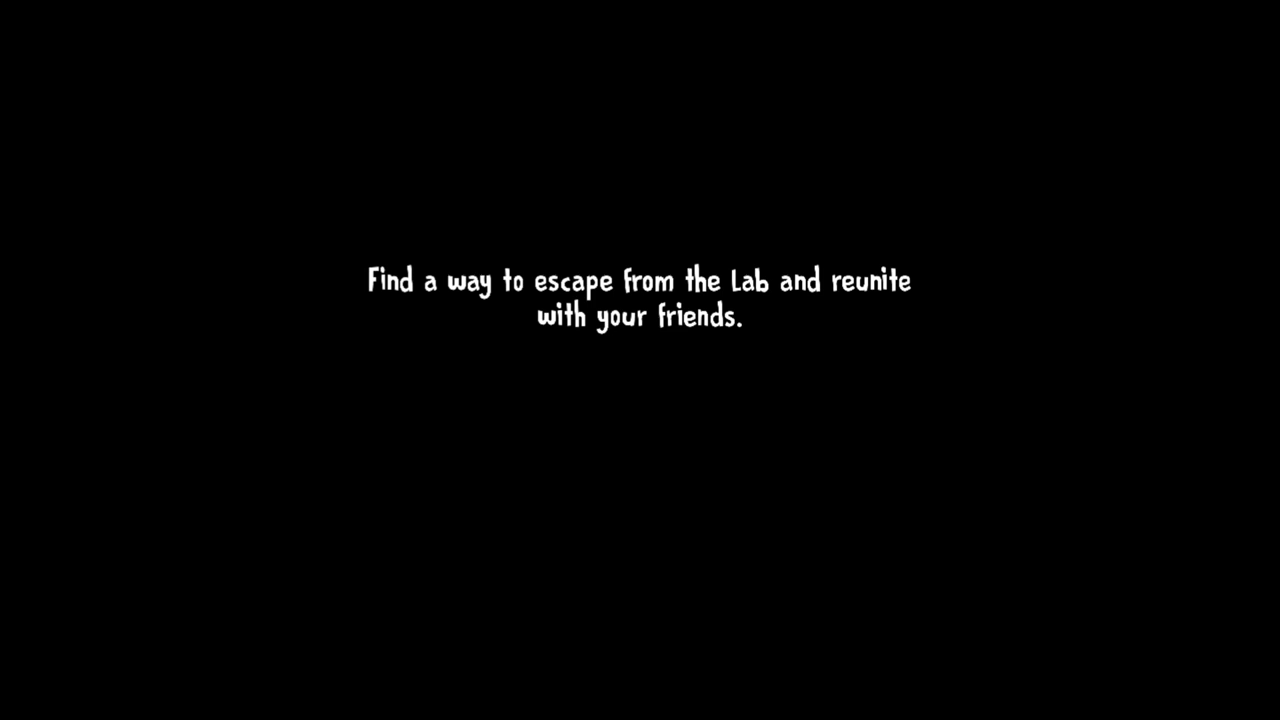 Find a way to escape from the Lab and reunite
with your friends.